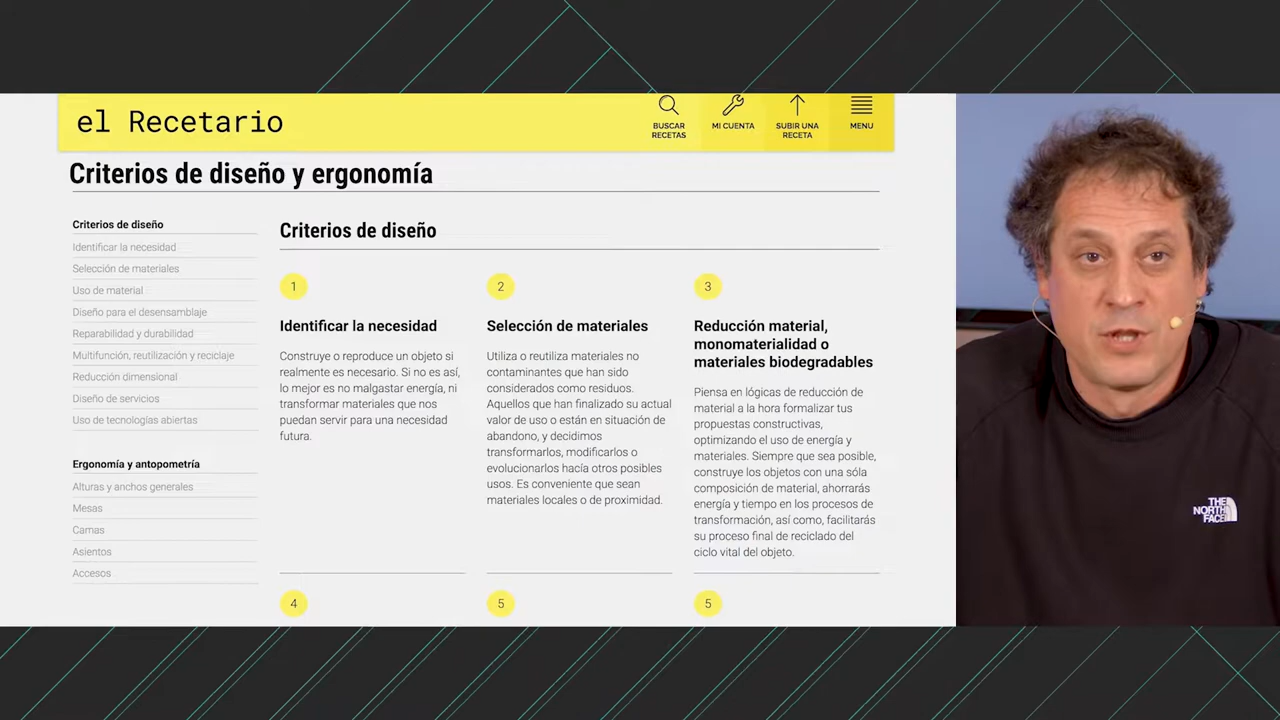 el Recetario
BUSCAR
RECETAS
MI CUENTA
SUBIR UNA
RECETA
MENU
Criterios de diseño y ergonomía
Criterios de diseño
Identificar la necesidad
Selección de materiales
Uso de material
Diseño para el desensamblaje
Reparabilidad y durabilidad
Multifunción, reutilización y reciclaje
Reducción dimensional
Diseño de servicios
Uso de tecnologías abiertas
Ergonomía y antopometría
Alturas y anchos generales
Mesas
Camas
Asientos
Accesos
Criterios de diseño
1
Identificar la necesidad
Construye o reproduce un objeto si
realmente es necesario. Si no es así,
lo mejor es no malgastar energía, ni
transformar materiales que nos
puedan servir para una necesidad
futura.
2
Selección de materiales
Utiliza o reutiliza materiales no
contaminantes que han sido
considerados como residuos.
Aquellos que han finalizado su actual
valor de uso o están en situación de
abandono, y decidimos
transformarlos, modificarlos o
evolucionarlos hacía otros posibles
usos. Es conveniente que sean
materiales locales o de proximidad.
3
Reducción material,
monomaterialidad o
materiales biodegradables
Piensa en lógicas de reducción de
material a la hora formalizar tus
propuestas constructivas,
optimizando el uso de energía y
materiales. Siempre que sea posible,
construye los objetos con una sóla
composición de material, ahorrarás
energía y tiempo en los procesos de
transformación, así como, facilitarás
su proceso final de reciclado del
ciclo vital del objeto.
4
5
5
THE
NORTH
FACE